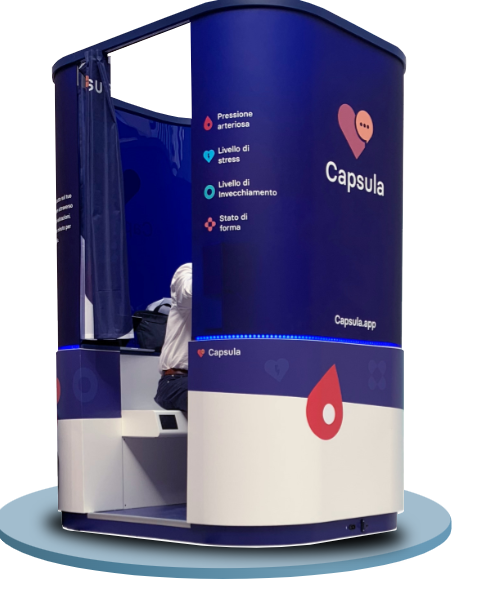 Pressione
arteriosa
Livello di
stress
Livello di
Invecchiamento
Stato di
forma
Capsula
Capsula.app
Capsula